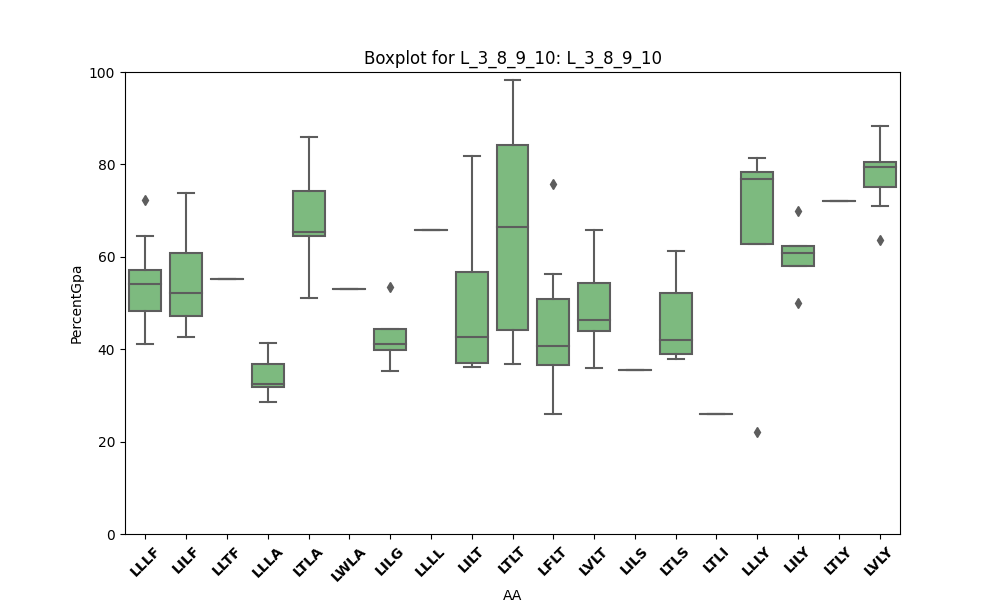 Boxplot for L_3_8_9_10: L_3_8_9_10
100
80
60
40
20
0
PercentGpa
LLLF LILF LLTF LLLA LTLA LWLA LILG LLLL LILT LTLT LFLT LVLT LILS LTLS LTLI LLLY LILY LTLY LVLY
AA